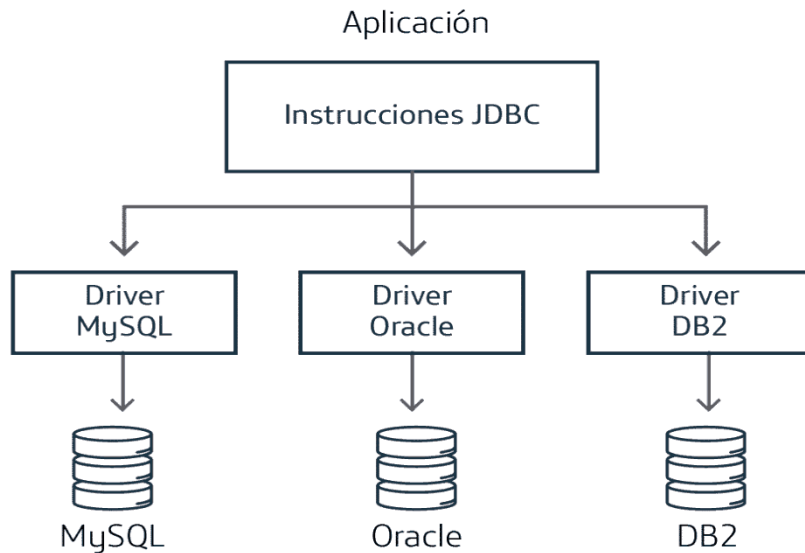 Aplicación
Instrucciones JDBC
Driver
MySQL
Driver
Oracle
Driver
DB2
MySQL
Oracle
DB2